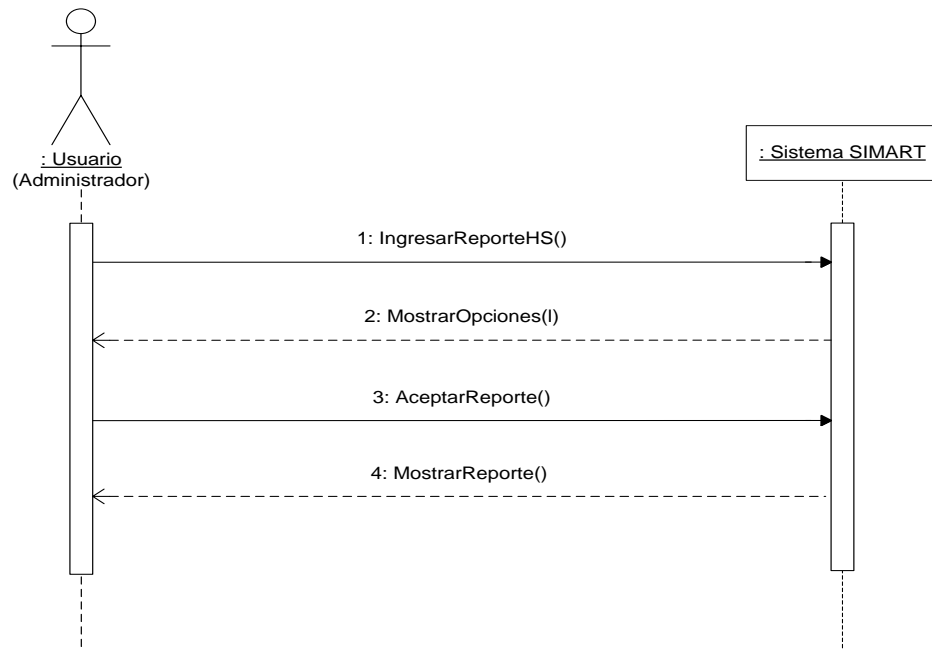 : Usuario
(Administrador)
: Sistema SIMART
1: IngresarReporteHS()
2: MostrarOpciones(l)
3: AceptarReporte()
4: MostrarReporte()